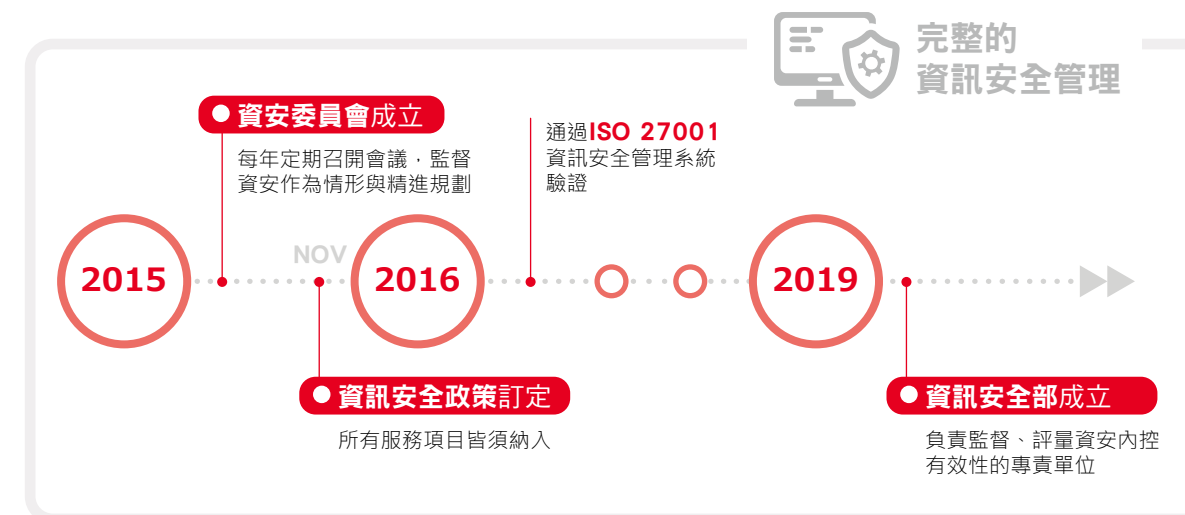 完整的
資訊安全管理
資安委員會成立
每年定期召開會議，監督
資安作為情形與精進規劃
通過ISO 27001
資訊安全管理系統
驗證
2015
NOV
2016
2019
資訊安全政策訂定
所有服務項目皆須納入
資訊安全部成立
負責監督、評量資安內控
有效性的專責單位